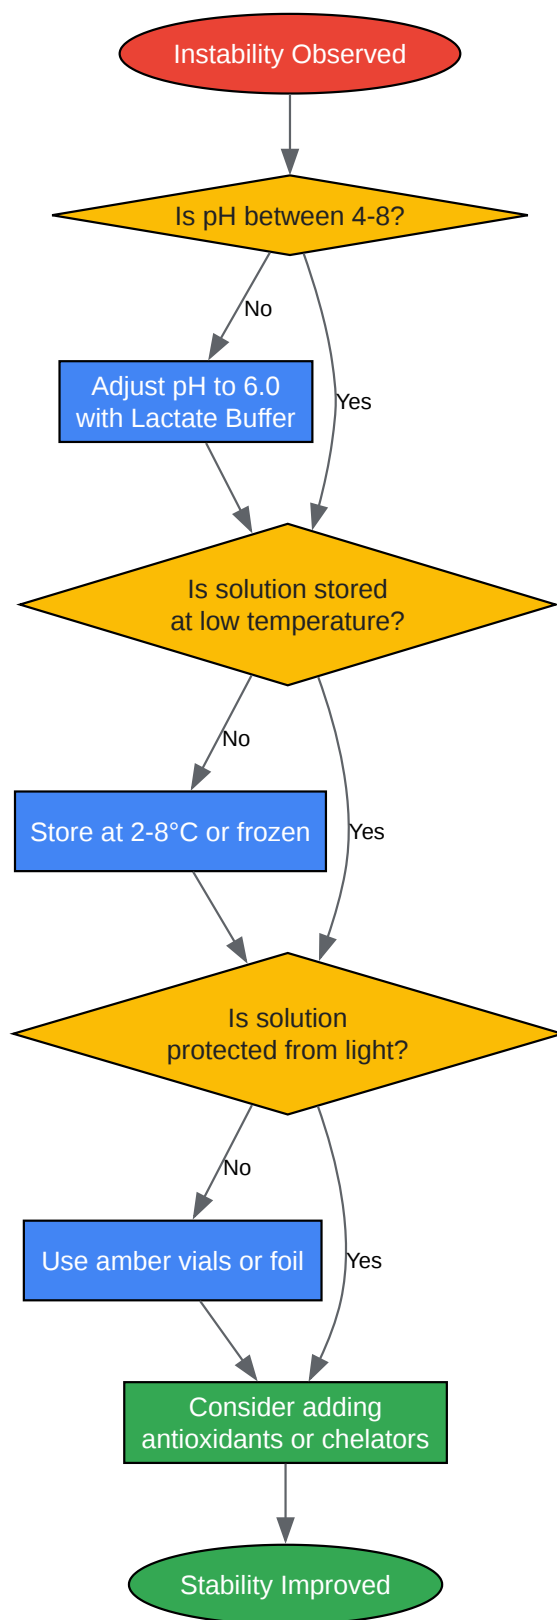 Instability Observed
Is pH between 4-8?
No
Adjust pH to 6.0
with Lactate Buffer
Yes
Is solution stored
at low temperature?
No
Store at 2-8°C or frozen
Yes
Is solution
protected from light?
No
Use amber vials or foil
Yes
Consider adding
antioxidants or chelators
Stability Improved